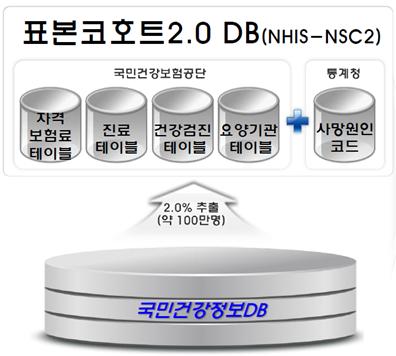 표본코호트2.0 DB(NHIS-NSC2)
국민건강보험공단
통계청
자격
보험료
테이블
진료
테이블
건강검진
테이블
요양기관
테이블
사망원인
코드
2.0% 추출
(약 100만명)
국민건강정보DB